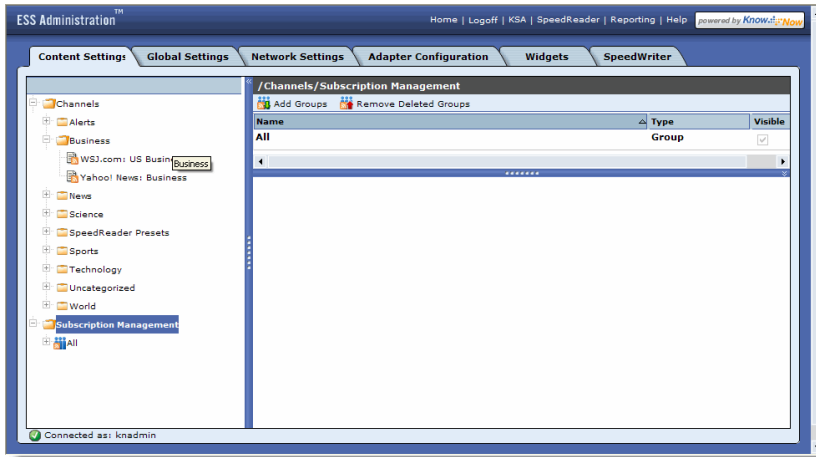 ESS Administration™
Home | Logoff | KSA | SpeedReader | Reporting | Help powered by KnowNow
Content Settings Global Settings Network Settings Adapter Configuration Widgets SpeedWriter
/Channels/Subscription Management
Add Groups Remove Deleted Groups
Name Type Visible
All Group
Channels
Alerts
Business
WSJ.com: US Busin
Business
Yahoo! News: Business
News
Science
SpeedReader Presets
Sports
Technology
Uncategorized
World
Subscription Management
All
Connected as: knadmin